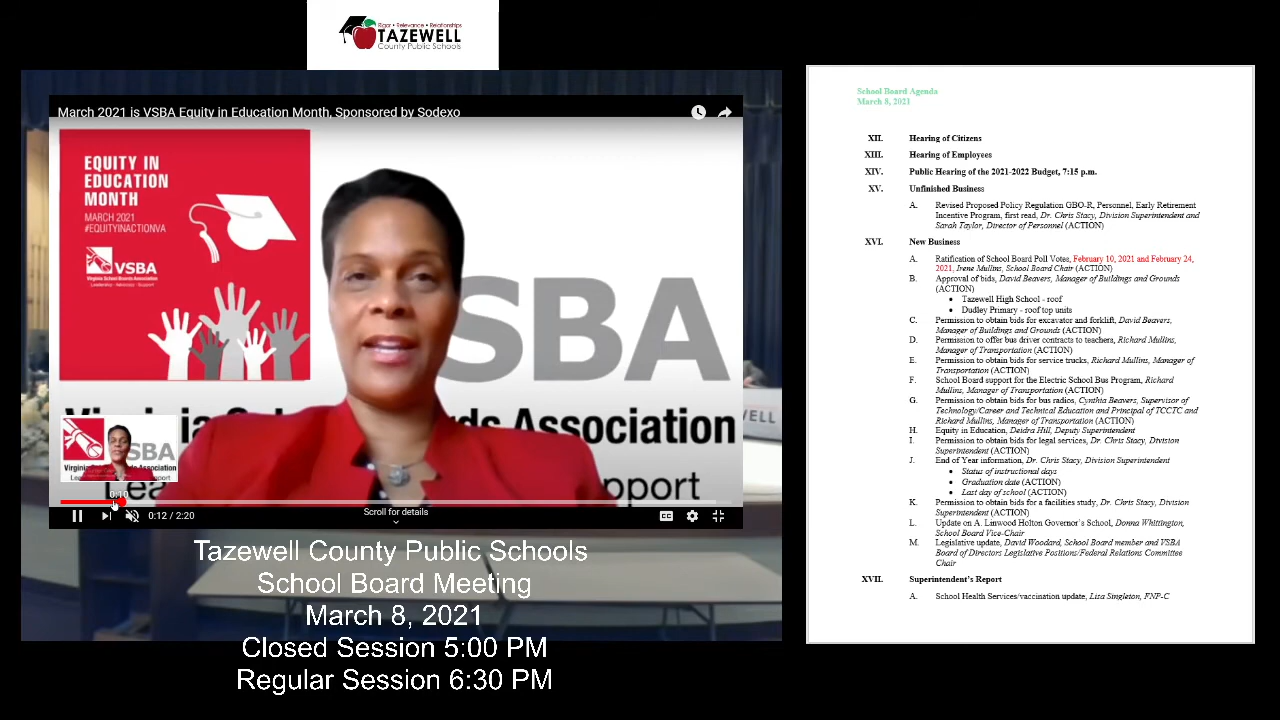 Rigor • Relevance • Relationships
TAZEWELL
County Public Schools
March 2021 is VSBA Equity in Education Month, Sponsored by Sodexo
EQUITY IN
EDUCATION
MONTH
MARCH 2021
#EQUITYINACTIONVA
VSBA
Virginia School Boards Association
Leadership • Advocacy • Support
SBA
ds Association
pport
SBA
Association
0:10
0:12 / 2:20
Scroll for details
CC
Tazewell County Public Schools
School Board Meeting
March 8, 2021
Closed Session 5:00 PM
Regular Session 6:30 PM
School Board Agenda
March 8, 2021
XII. Hearing of Citizens
XIII. Hearing of Employees
XIV. Public Hearing of the 2021-2022 Budget, 7:15 p.m.
XV. Unfinished Business
A. Revised Proposed Policy Regulation GBO-R, Personnel, Early Retirement
Incentive Program, first read, Dr. Chris Stacy, Division Superintendent and
Sarah Taylor, Director of Personnel (ACTION)
XVI. New Business
A. Ratification of School Board Poll Votes, February 10, 2021 and February 24,
2021, Irene Mullins, School Board Chair (ACTION)
B. Approval of bids, David Beavers, Manager of Buildings and Grounds
(ACTION)
• Tazewell High School - roof
• Dudley Primary - roof top units
C. Permission to obtain bids for excavator and forklift, David Beavers,
Manager of Buildings and Grounds (ACTION)
D. Permission to offer bus driver contracts to teachers, Richard Mullins,
Manager of Transportation (ACTION)
E. Permission to obtain bids for service trucks, Richard Mullins, Manager of
Transportation (ACTION)
F. School Board support for the Electric School Bus Program, Richard
Mullins, Manager of Transportation (ACTION)
G. Permission to obtain bids for bus radios, Cynthia Beavers, Supervisor of
Technology/Career and Technical Education and Principal of TCCTC and
Richard Mullins, Manager of Transportation (ACTION)
H. Equity in Education, Deidra Hill, Deputy Superintendent
I. Permission to obtain bids for legal services, Dr. Chris Stacy, Division
Superintendent (ACTION)
J. End of Year information, Dr. Chris Stacy, Division Superintendent
• Status of instructional days
• Graduation date (ACTION)
• Last day of school (ACTION)
K. Permission to obtain bids for a facilities study, Dr. Chris Stacy, Division
Superintendent (ACTION)
L. Update on A. Linwood Holton Governor's School, Donna Whittington,
School Board Vice-Chair
M. Legislative update, David Woodard, School Board member and VSBA
Board of Directors Legislative Positions/Federal Relations Committee
Chair
XVII. Superintendent's Report
A. School Health Services/vaccination update, Lisa Singleton, FNP-C